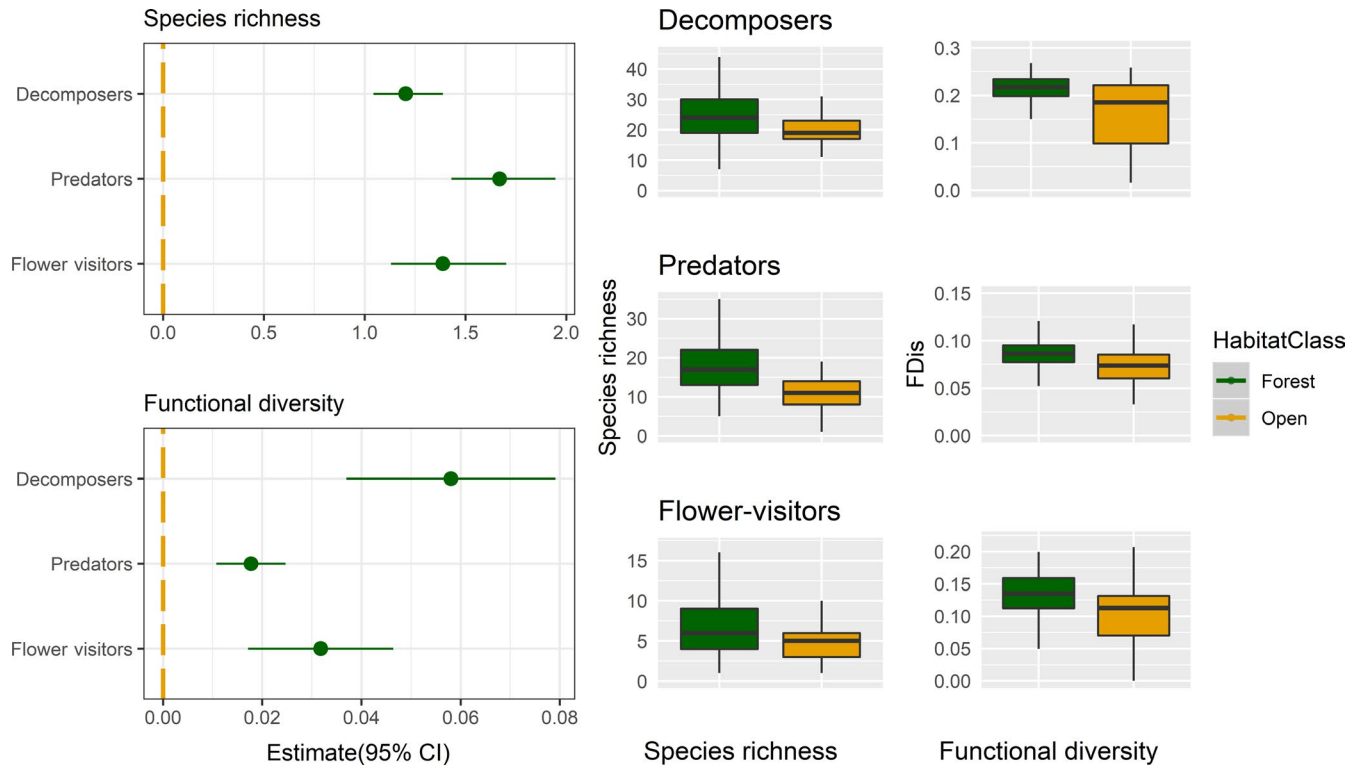 Species richness
Decomposers
Predators
Flower visitors
0.0 0.5 1.0 1.5 2.0
Functional diversity
Decomposers
Predators
Flower visitors
0.00 0.02 0.04 0.06 0.08
Estimate(95% CI)
Decomposers
40
30
20
10
0
0.3
0.2
0.1
0.0
Predators
Species richness
30
20
10
0
FDis
0.15
0.10
0.05
0.00
Flower-visitors
15
10
5
0
0.20
0.15
0.10
0.05
0.00
Species richness
Functional diversity
HabitatClass
Forest
Open